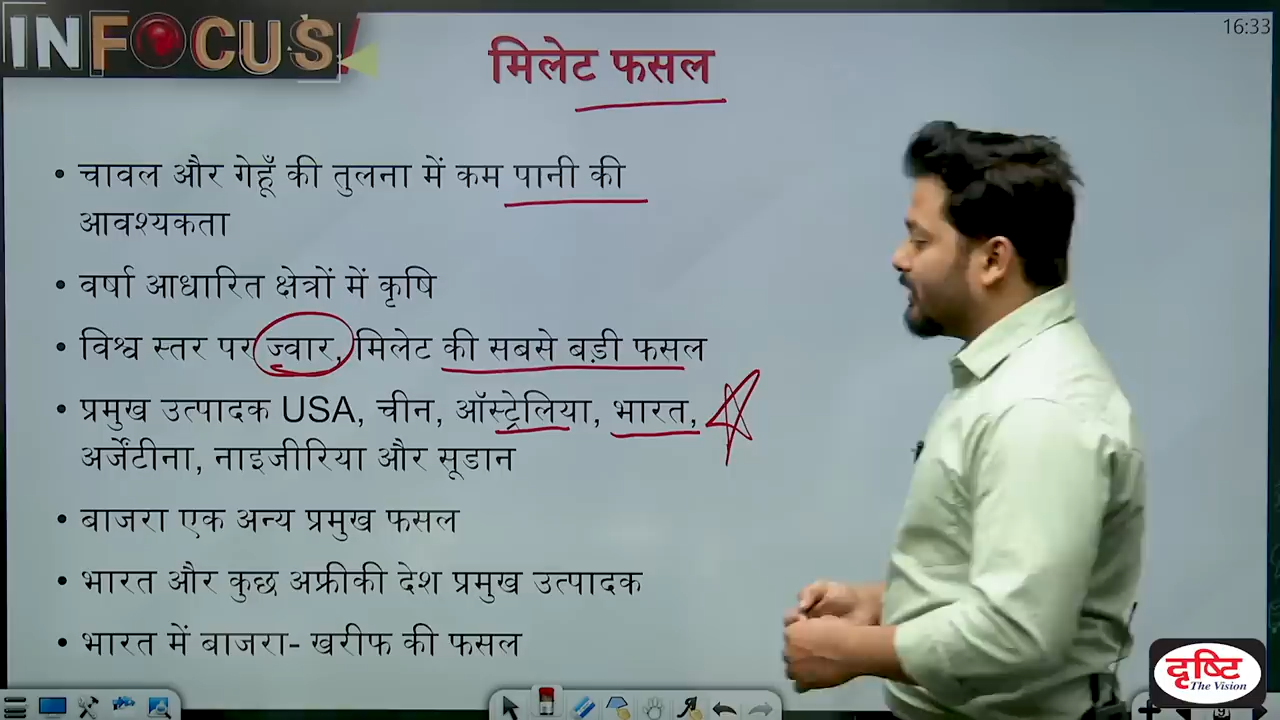 INFOCUS!
16:33
मिलेट फसल
• चावल और गेहूँ की तुलना में कम पानी की
आवश्यकता
• वर्षा आधारित क्षेत्रों में कृषि
• विश्व स्तर पर ज्वार, मिलेट की सबसे बड़ी फसल
• प्रमुख उत्पादक USA, चीन, ऑस्ट्रेलिया, भारत,
अर्जेंटीना, नाइजीरिया और सूडान
• बाजरा एक अन्य प्रमुख फसल
• भारत और कुछ अफ्रीकी देश प्रमुख उत्पादक
• भारत में बाजरा- खरीफ की फसल
दृष्टि
The Vision
9